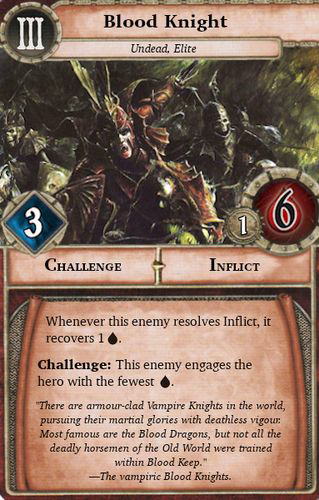 III
Blood Knight
Undead, Elite
3
1
6
CHALLENGE
INFLICT
Whenever this enemy resolves Inflict, it
recovers 1.
Challenge: This enemy engages the
hero with the fewest.
"There are armour-clad Vampire Knights in the world,
pursuing their martial glories with deathless vigour.
Most famous are the Blood Dragons, but not all the
deadly horsemen of the Old World were trained
within Blood Keep."
—The vampiric Blood Knights.